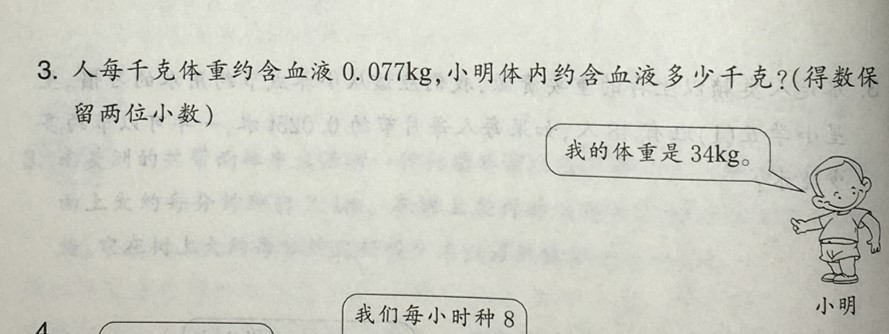 3. 人每千克体重约含血液 0.077kg,小明体内约含血液多少千克?(得数保
留两位小数)
我的体重是 34kg。
小明
我们每小时种 8
4